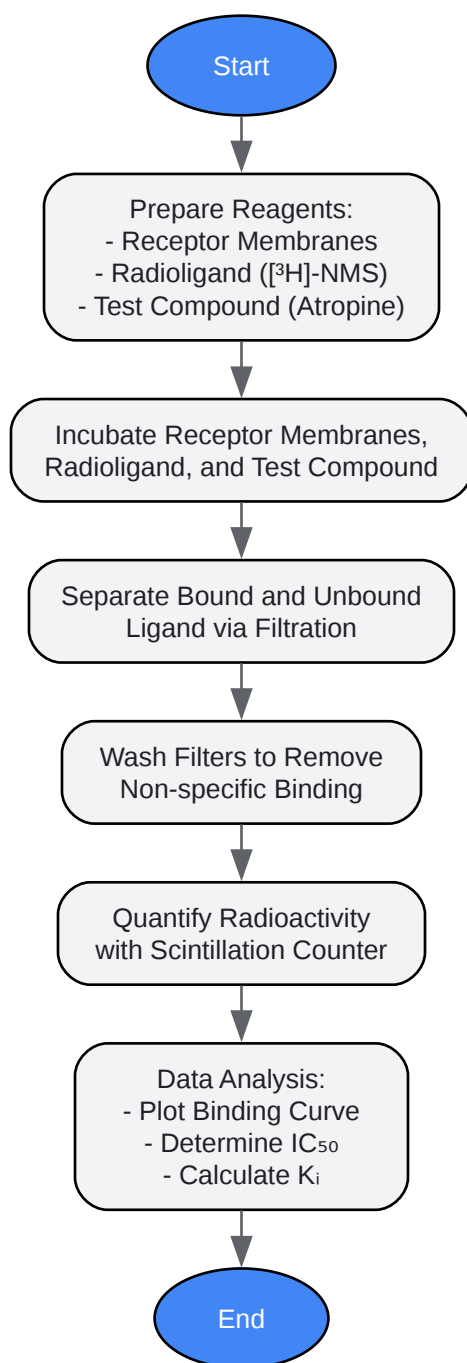 Start
Prepare Reagents:
- Receptor Membranes
- Radioligand ([³H]-NMS)
- Test Compound (Atropine)
Incubate Receptor Membranes,
Radioligand, and Test Compound
Separate Bound and Unbound
Ligand via Filtration
Wash Filters to Remove
Non-specific Binding
Quantify Radioactivity
with Scintillation Counter
Data Analysis:
- Plot Binding Curve
- Determine IC₅₀
- Calculate Kᵢ
End